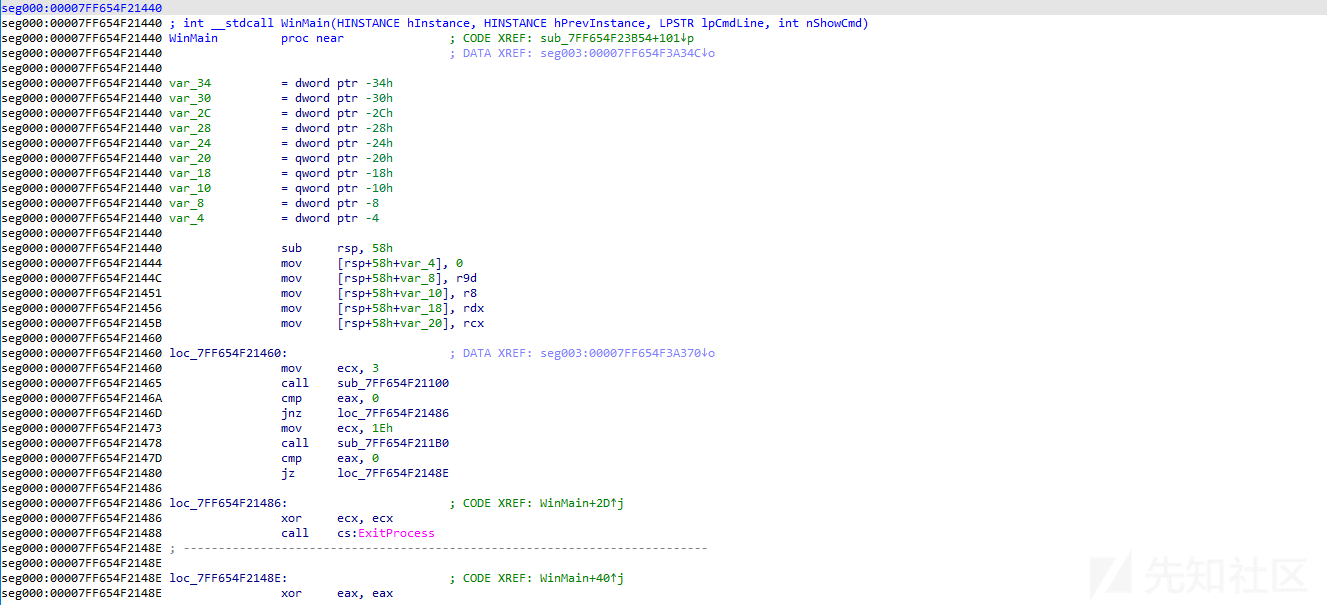 seg000:00007FF654F21440
seg000:00007FF654F21440 ; int __stdcall WinMain(HINSTANCE hInstance, HINSTANCE hPrevInstance, LPSTR lpCmdLine, int nShowCmd)
seg000:00007FF654F21440 WinMain proc near ; CODE XREF: sub_7FF654F23B54+101↓p
seg000:00007FF654F21440 ; DATA XREF: seg003:00007FF654F3A34C↓o
seg000:00007FF654F21440
seg000:00007FF654F21440 var_34 = dword ptr -34h
seg000:00007FF654F21440 var_30 = dword ptr -30h
seg000:00007FF654F21440 var_2C = dword ptr -2Ch
seg000:00007FF654F21440 var_28 = dword ptr -28h
seg000:00007FF654F21440 var_24 = dword ptr -24h
seg000:00007FF654F21440 var_20 = qword ptr -20h
seg000:00007FF654F21440 var_18 = qword ptr -18h
seg000:00007FF654F21440 var_10 = qword ptr -10h
seg000:00007FF654F21440 var_8 = dword ptr -8
seg000:00007FF654F21440 var_4 = dword ptr -4
seg000:00007FF654F21440
seg000:00007FF654F21440 sub rsp, 58h
seg000:00007FF654F21444 mov [rsp+58h+var_4], 0
seg000:00007FF654F2144C mov [rsp+58h+var_8], r9d
seg000:00007FF654F21451 mov [rsp+58h+var_10], r8
seg000:00007FF654F21456 mov [rsp+58h+var_18], rdx
seg000:00007FF654F2145B mov [rsp+58h+var_20], rcx
seg000:00007FF654F21460
seg000:00007FF654F21460 loc_7FF654F21460: ; DATA XREF: seg003:00007FF654F3A370↓o
seg000:00007FF654F21460 mov ecx, 3
seg000:00007FF654F21465 call sub_7FF654F21100
seg000:00007FF654F2146A cmp eax, 0
seg000:00007FF654F2146D jnz loc_7FF654F21486
seg000:00007FF654F21473 mov ecx, 1Eh
seg000:00007FF654F21478 call sub_7FF654F211B0
seg000:00007FF654F2147D cmp eax, 0
seg000:00007FF654F21480 jz loc_7FF654F2148E
seg000:00007FF654F21486
seg000:00007FF654F21486 loc_7FF654F21486: ; CODE XREF: WinMain+2D↑j
seg000:00007FF654F21486 xor ecx, ecx
seg000:00007FF654F21488 call cs:ExitProcess
seg000:00007FF654F2148E ; ---------------------------------------------------------------------------
seg000:00007FF654F2148E
seg000:00007FF654F2148E loc_7FF654F2148E: ; CODE XREF: WinMain+40↑j
seg000:00007FF654F2148E xor eax, eax
先知社区